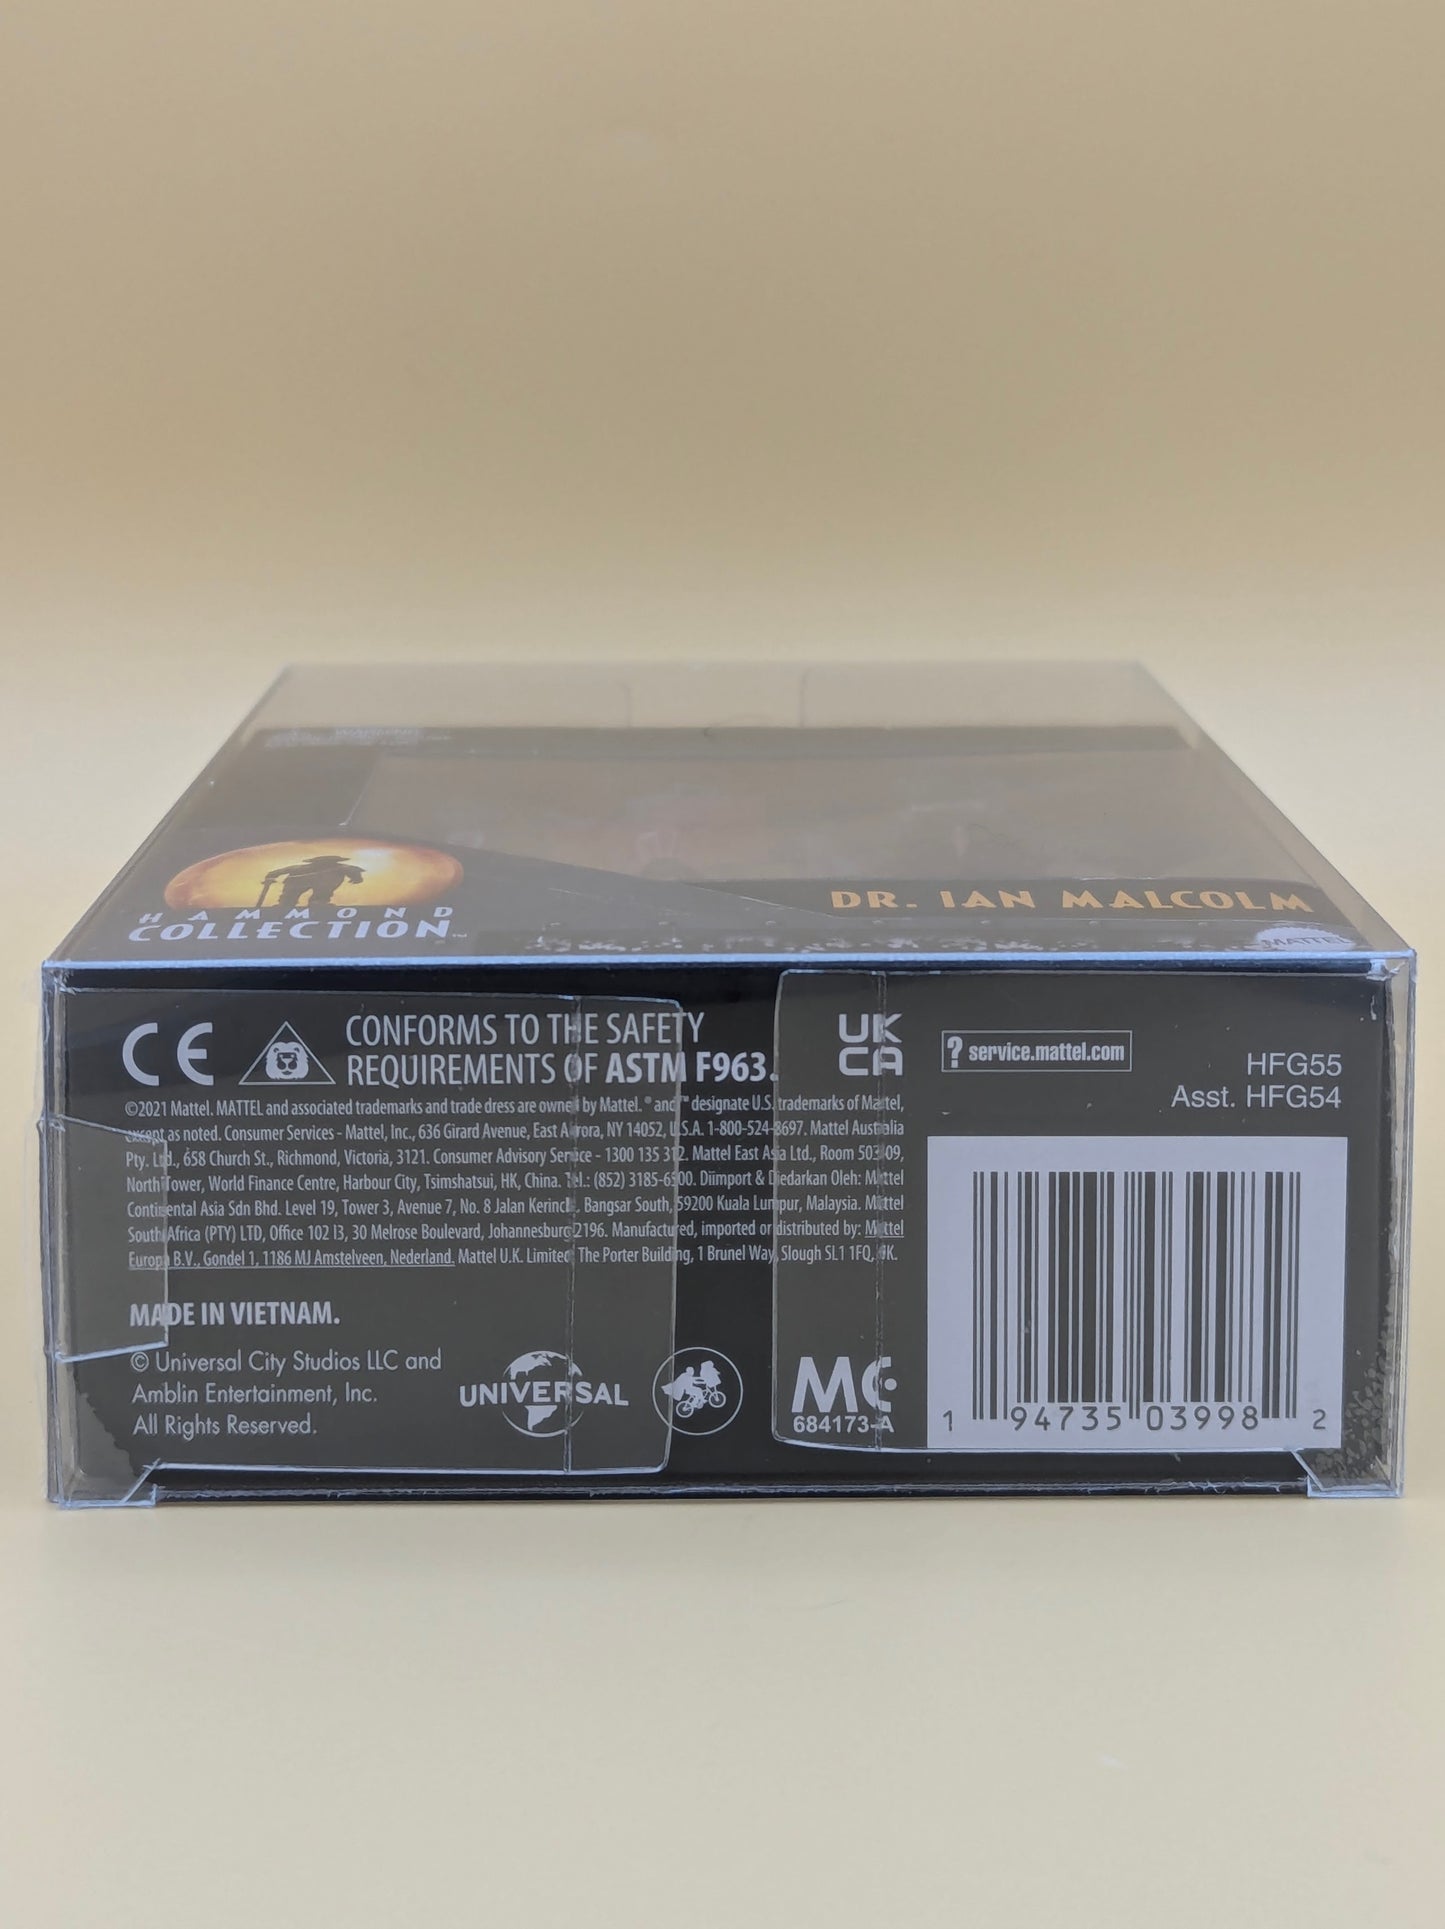 WARNING:
HAMMOND
COLLECTION™
DR. IAN MALCOLM
MATTEL
CE
CONFORMS TO THE SAFETY
REQUIREMENTS OF ASTM F963.
UK
CA
? service.mattel.com
HFG55
Asst. HFG54
©2021 Mattel. MATTEL and associated trademarks and trade dress are owned by Mattel. ® and ™ designate U.S. trademarks of Mattel,
except as noted. Consumer Services - Mattel, Inc., 636 Girard Avenue, East Aurora, NY 14052, U.S.A. 1-800-524-8697. Mattel Australia
Pty. Ltd., 658 Church St., Richmond, Victoria, 3121. Consumer Advisory Service - 1300 135 312. Mattel East Asia Ltd., Room 503-09,
North Tower, World Finance Centre, Harbour City, Tsimshatsui, HK, China. Tel.: (852) 3185-6500. Diimport & Diedarkan Oleh: Mattel
Continental Asia Sdn Bhd. Level 19, Tower 3, Avenue 7, No. 8 Jalan Kerinchi, Bangsar South, 59200 Kuala Lumpur, Malaysia. Mattel
South Africa (PTY) LTD, Office 102 I3, 30 Melrose Boulevard, Johannesburg 2196. Manufactured, imported or distributed by: Mattel
Europa B.V., Gondel 1, 1186 MJ Amstelveen, Nederland. Mattel U.K. Limited, The Porter Building, 1 Brunel Way, Slough SL1 1FQ, UK.
MADE IN VIETNAM.
© Universal City Studios LLC and
Amblin Entertainment, Inc.
All Rights Reserved.
UNIVERSAL
684173-A
1 94735 03998 2